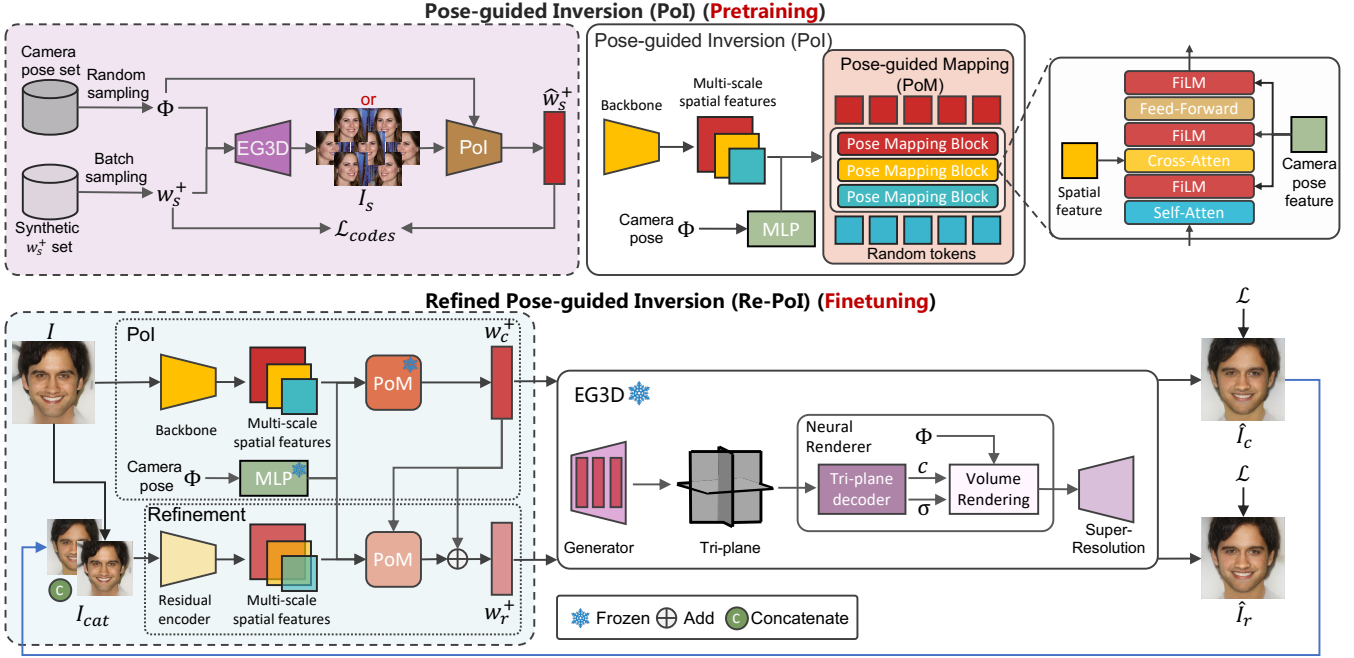 Pose-guided Inversion (PoI) (Pretraining)
Camera
pose set
Random
sampling
Φ
Batch
sampling
w_s^+
Synthetic
w_s^+ set
EG3D
or
I_s
PoI
ŵ_s^+
ℒ_codes
Pose-guided Inversion (PoI)
Backbone
Multi-scale
spatial features
Camera
pose
Φ
MLP
Pose-guided Mapping
(PoM)
Pose Mapping Block
Pose Mapping Block
Pose Mapping Block
Random tokens
FiLM
Feed-Forward
FiLM
Cross-Atten
FiLM
Self-Atten
Spatial
feature
Camera
pose
feature
Refined Pose-guided Inversion (Re-PoI) (Finetuning)
I
PoI
Backbone
Multi-scale
spatial features
PoM
w_c^+
Camera
pose
Φ
MLP
Refinement
C
I_cat
Residual
encoder
Multi-scale
spatial features
PoM
w_r^+
EG3D
Generator
Tri-plane
Neural
Renderer
Φ
Tri-plane
decoder
c
σ
Volume
Rendering
Super-
Resolution
ℒ
Î_c
ℒ
Î_r
Frozen
Add
C
Concatenate